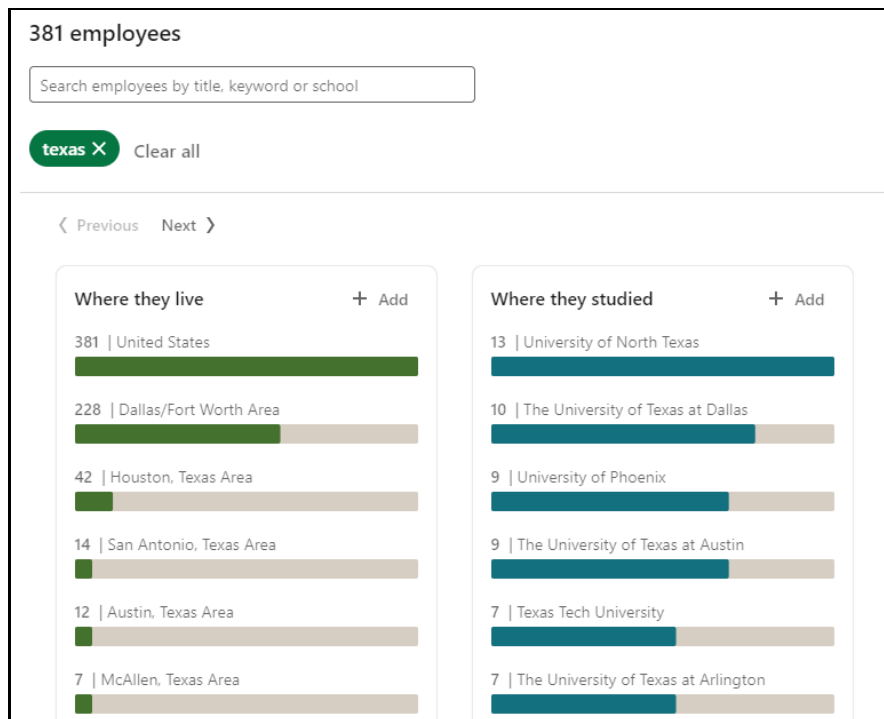 381 employees
Search employees by title, keyword or school
texas ✕ Clear all
Previous Next
Where they live + Add
381 | United States
228 | Dallas/Fort Worth Area
42 | Houston, Texas Area
14 | San Antonio, Texas Area
12 | Austin, Texas Area
7 | McAllen, Texas Area
Where they studied + Add
13 | University of North Texas
10 | The University of Texas at Dallas
9 | University of Phoenix
9 | The University of Texas at Austin
7 | Texas Tech University
7 | The University of Texas at Arlington